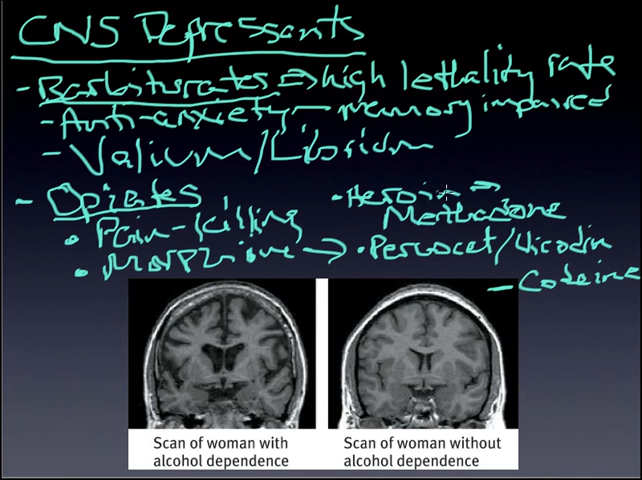 CNS Depressants
- Barbiturates => high lethality rate
- Anti-anxiety - memory impaired
- Valium/Librium
- Opiates
• Pain-killing
• Morphine → • Percocet/Vicodin
- Codeine
• Heroin →
Methadone
Scan of woman with
alcohol dependence
Scan of woman without
alcohol dependence